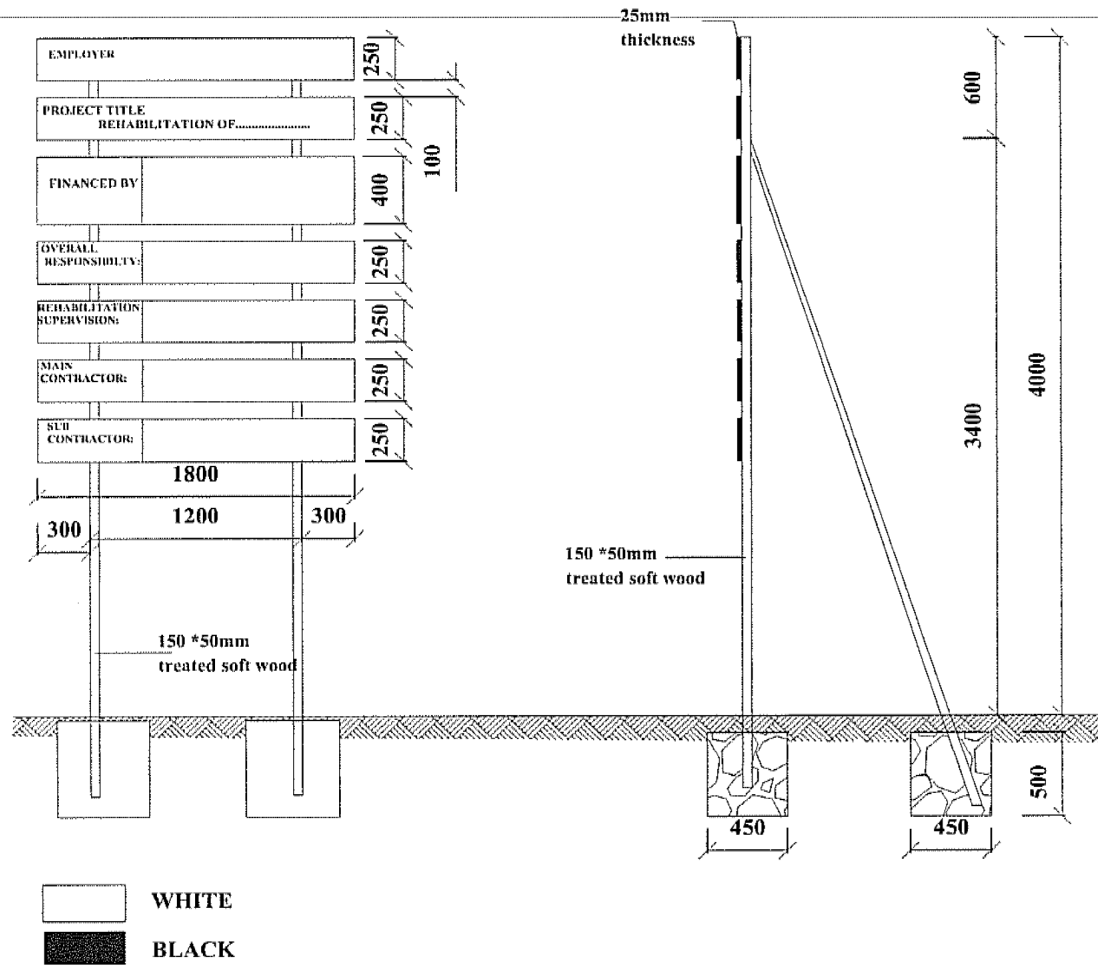 EMPLOYER
250
PROJECT TITLE
REHABILITATION OF......................
250
100
FINANCED BY
400
OVERALL
RESPONSIBILTY:
250
REHABILITATION
SUPERVISION:
250
MAIN
CONTRACTOR:
250
SUB
CONTRACTOR:
250
1800
300
1200
300
150 *50mm
treated soft wood
25mm
thickness
600
3400
4000
150 *50mm
treated soft wood
500
450
450
WHITE
BLACK